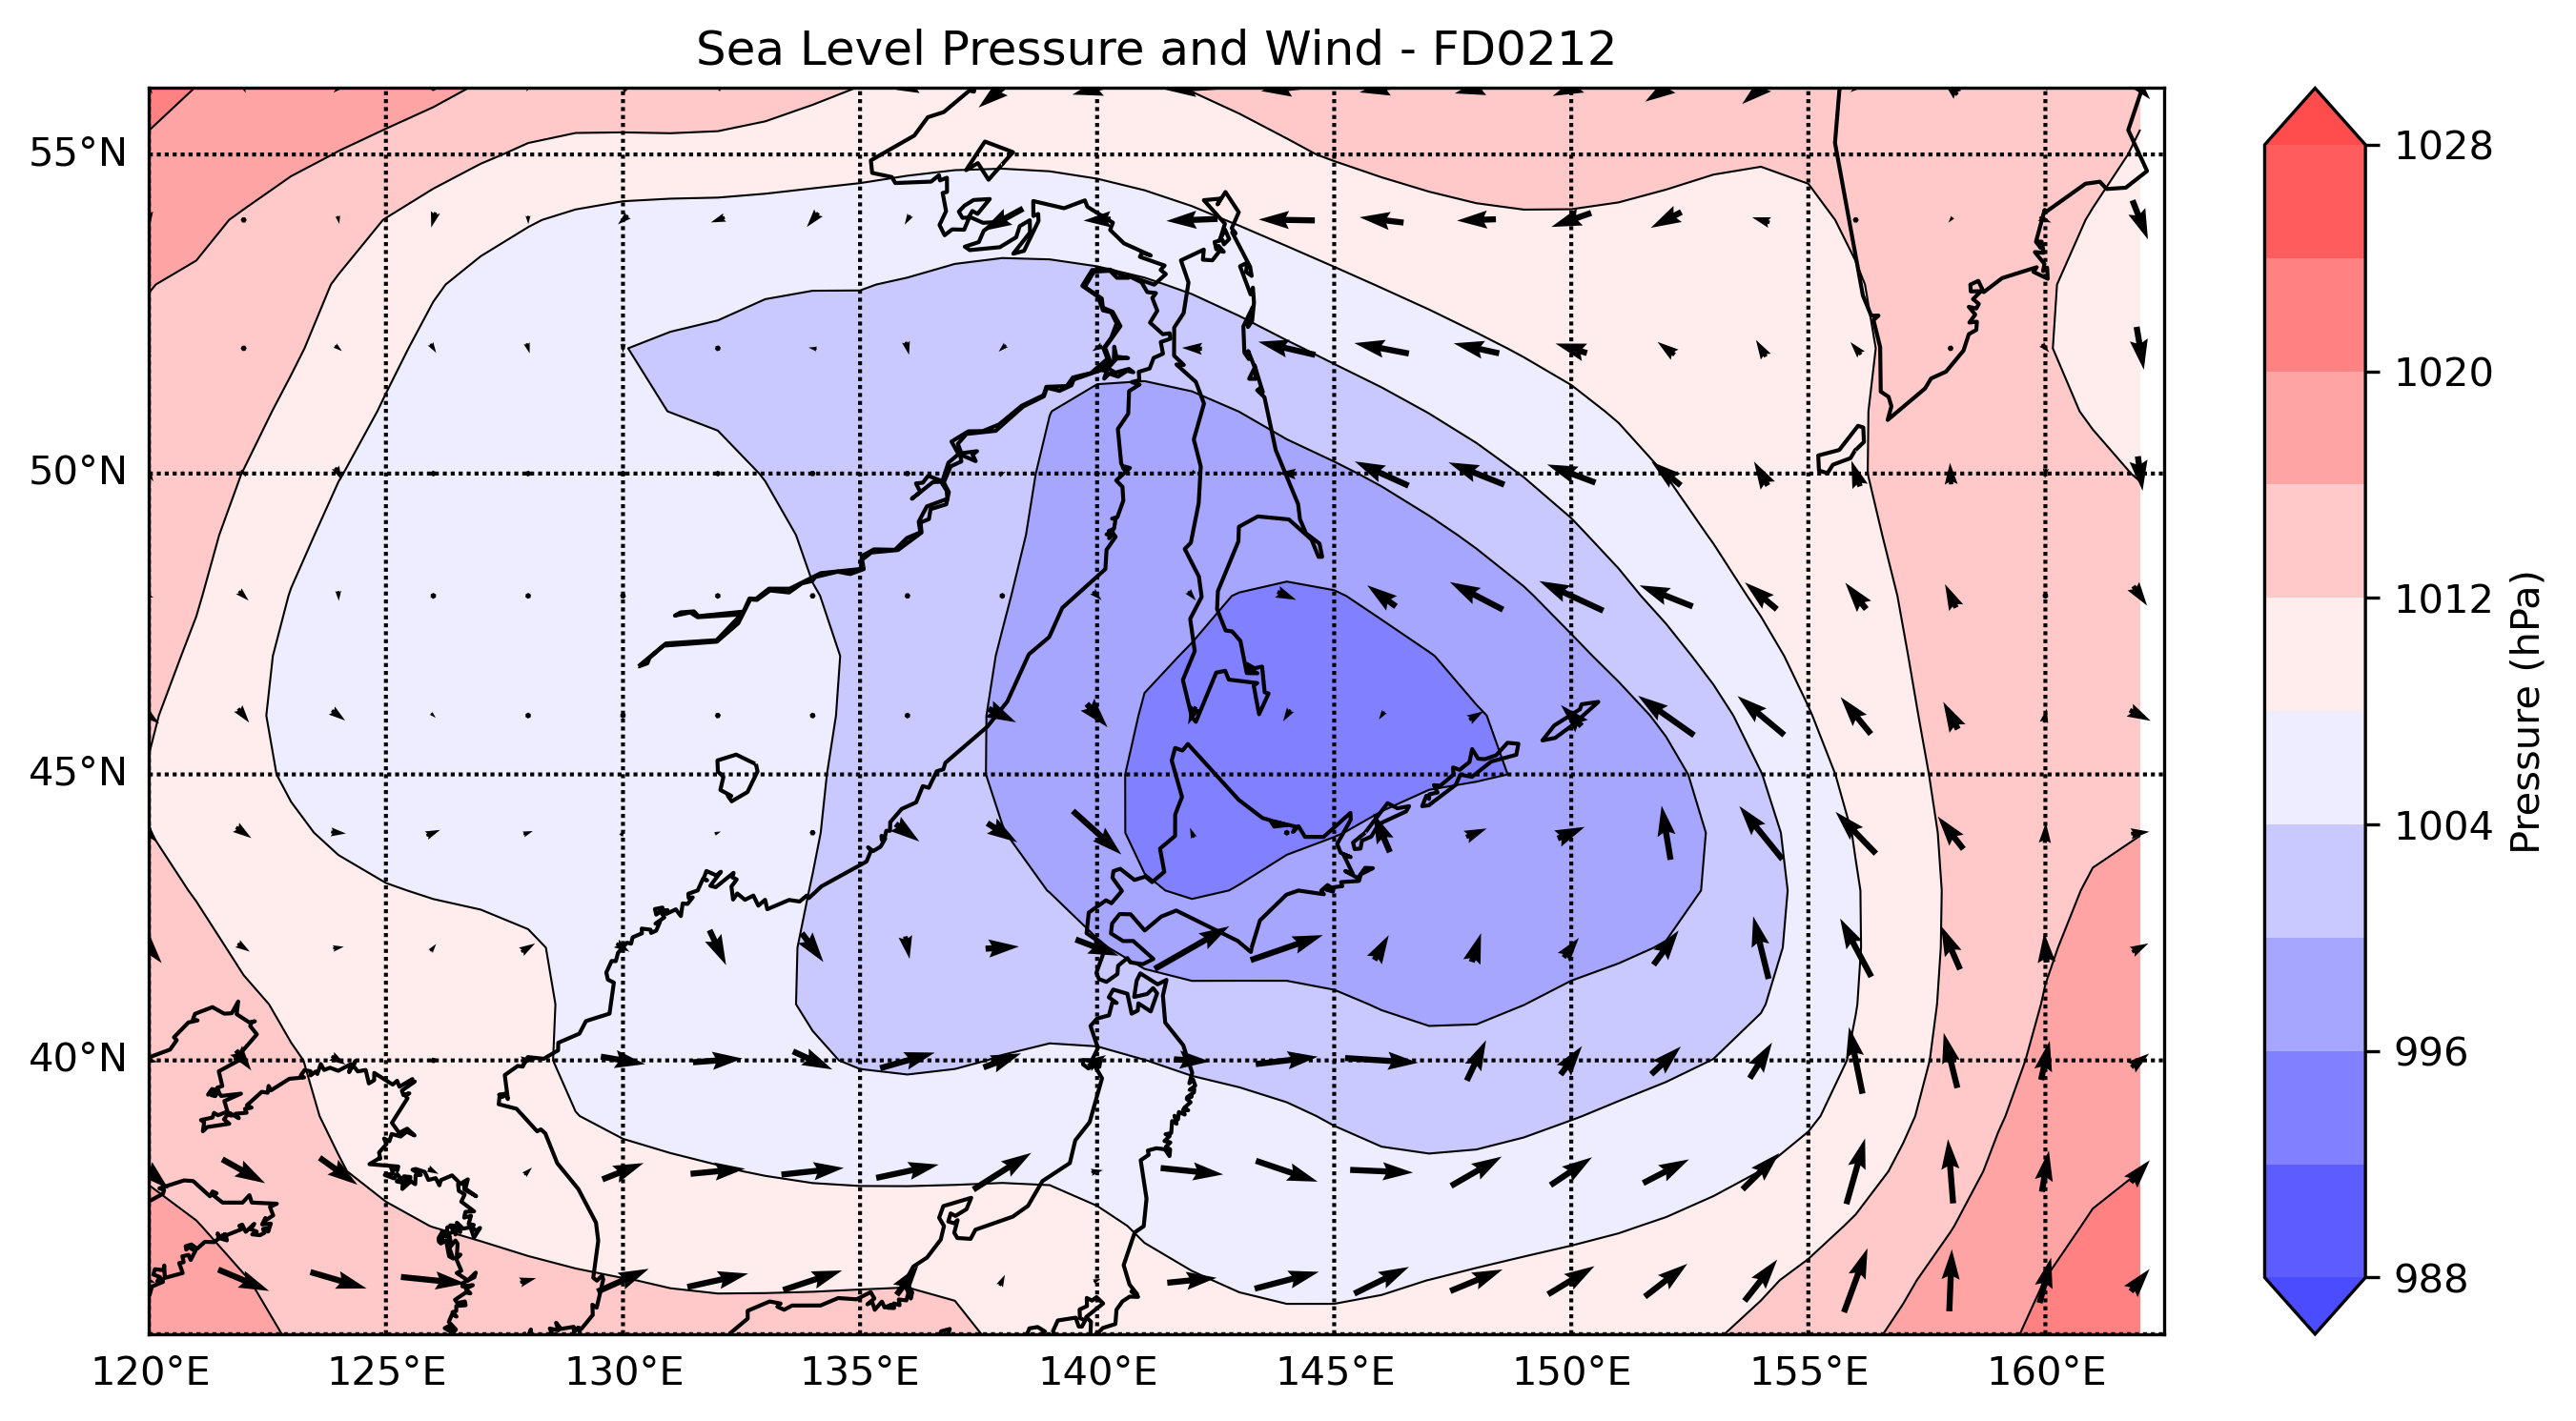 Sea Level Pressure and Wind - FD0212
55°N
50°N
45°N
40°N
120°E 125°E 130°E 135°E 140°E 145°E 150°E 155°E 160°E
1028
1020
1012
1004
996
988
Pressure (hPa)